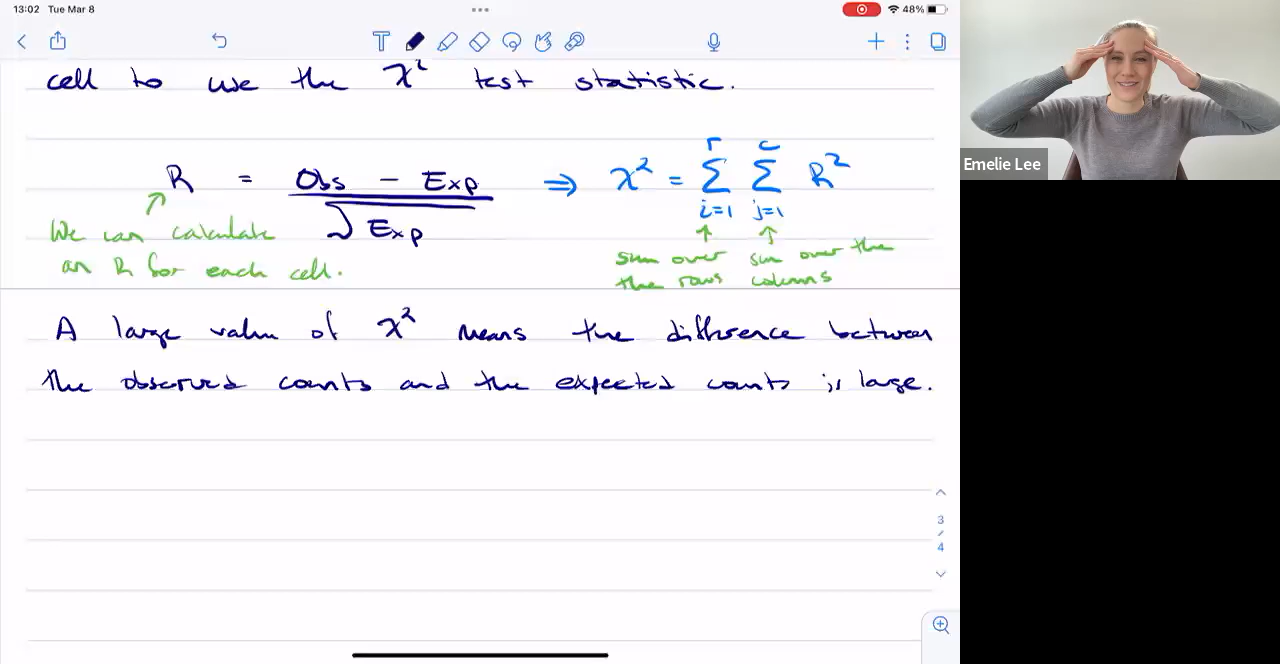 13:02 Tue Mar 8
48%
T
cell to use the χ² test statistic.
R = Obs - Exp / √Exp ⇒ χ² = Σ i=1 r Σ j=1 c R²
We can calculate
an R for each cell.
sum over
the rows
sum over the
columns
A large value of χ² means the difference between
the observed counts and the expected counts is large.
3
/
4
Emelie Lee